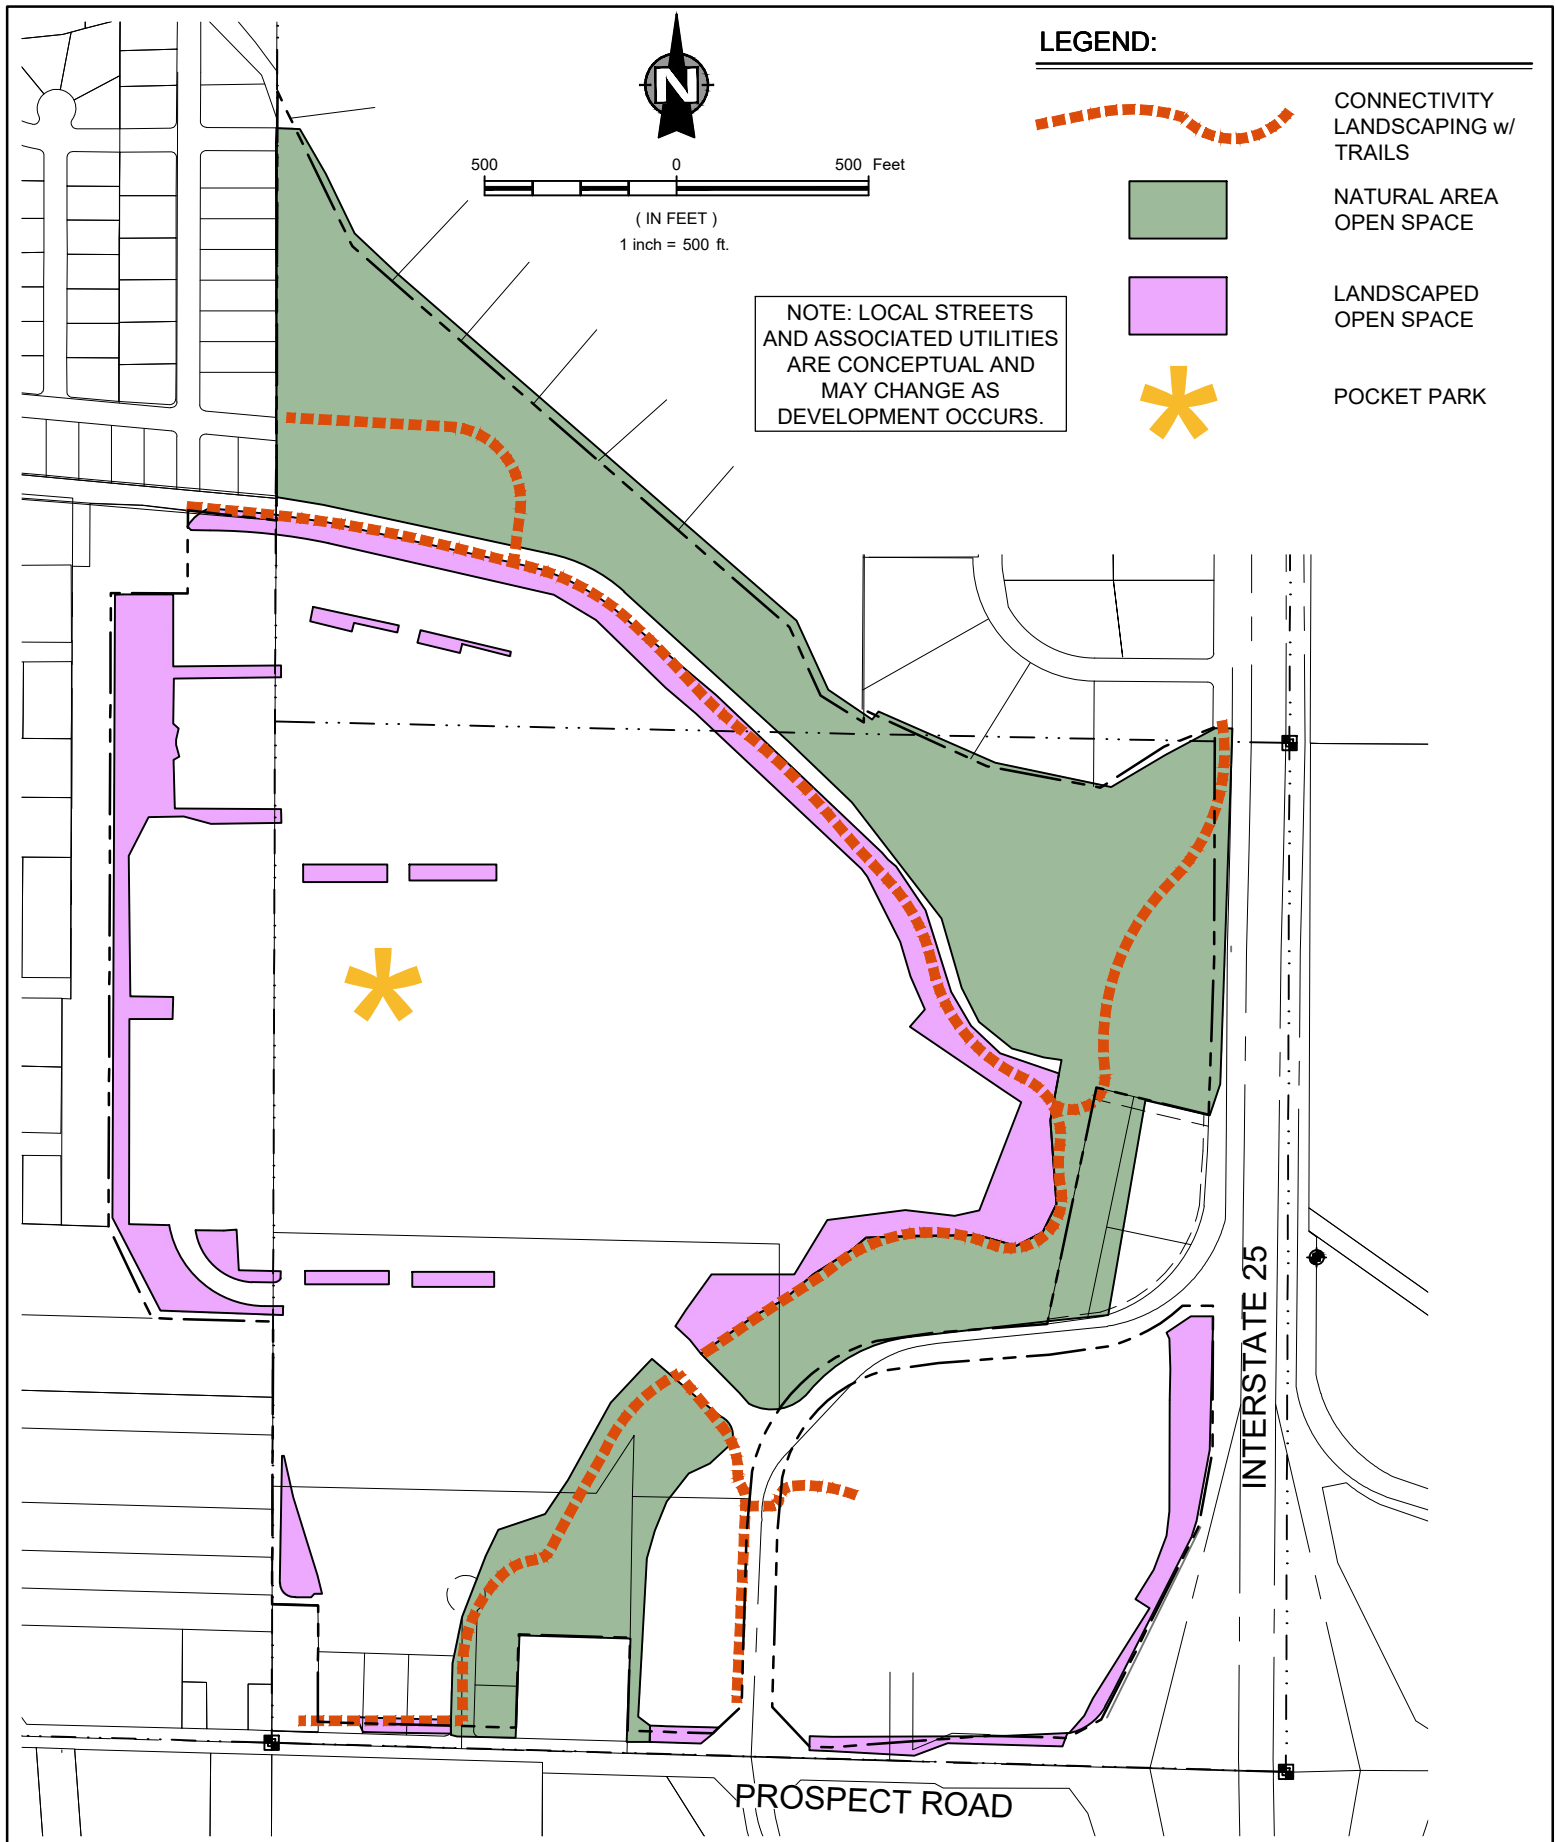 LEGEND:
N
CONNECTIVITY
LANDSCAPING w/
TRAILS
500 0 500 Feet
( IN FEET )
1 inch = 500 ft.
NATURAL AREA
OPEN SPACE
LANDSCAPED
OPEN SPACE
NOTE: LOCAL STREETS
AND ASSOCIATED UTILITIES
ARE CONCEPTUAL AND
MAY CHANGE AS
DEVELOPMENT OCCURS.
POCKET PARK
INTERSTATE 25
PROSPECT ROAD